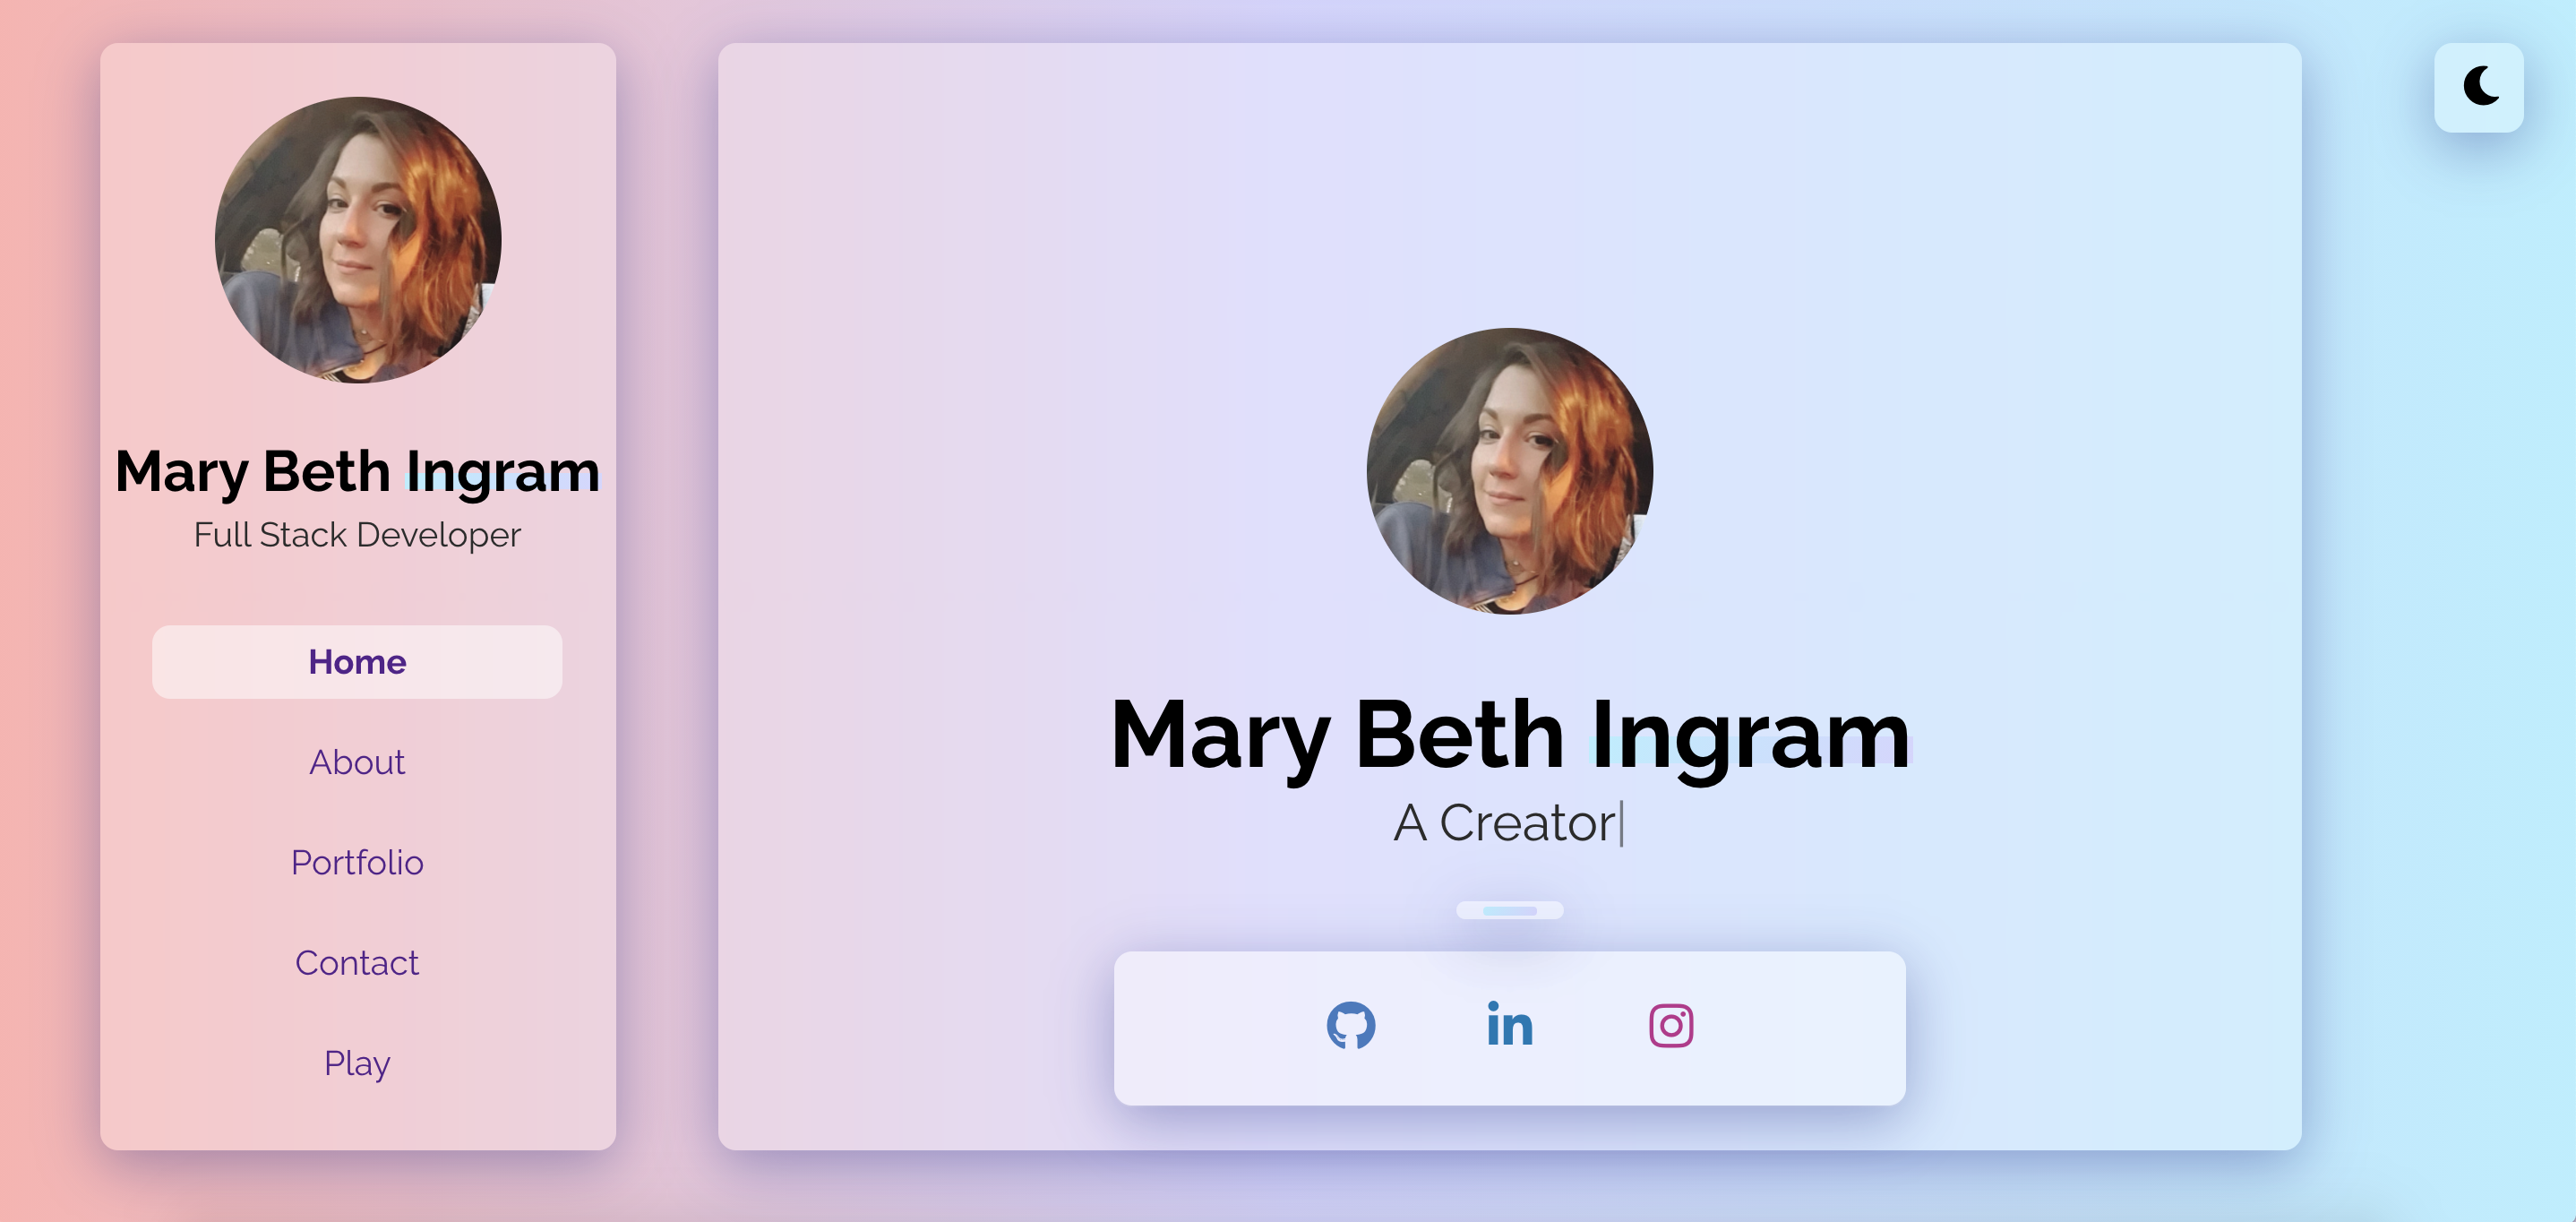 Mary Beth Ingram
Full Stack Developer
Home
About
Portfolio
Contact
Play
Mary Beth Ingram
A Creator|
in